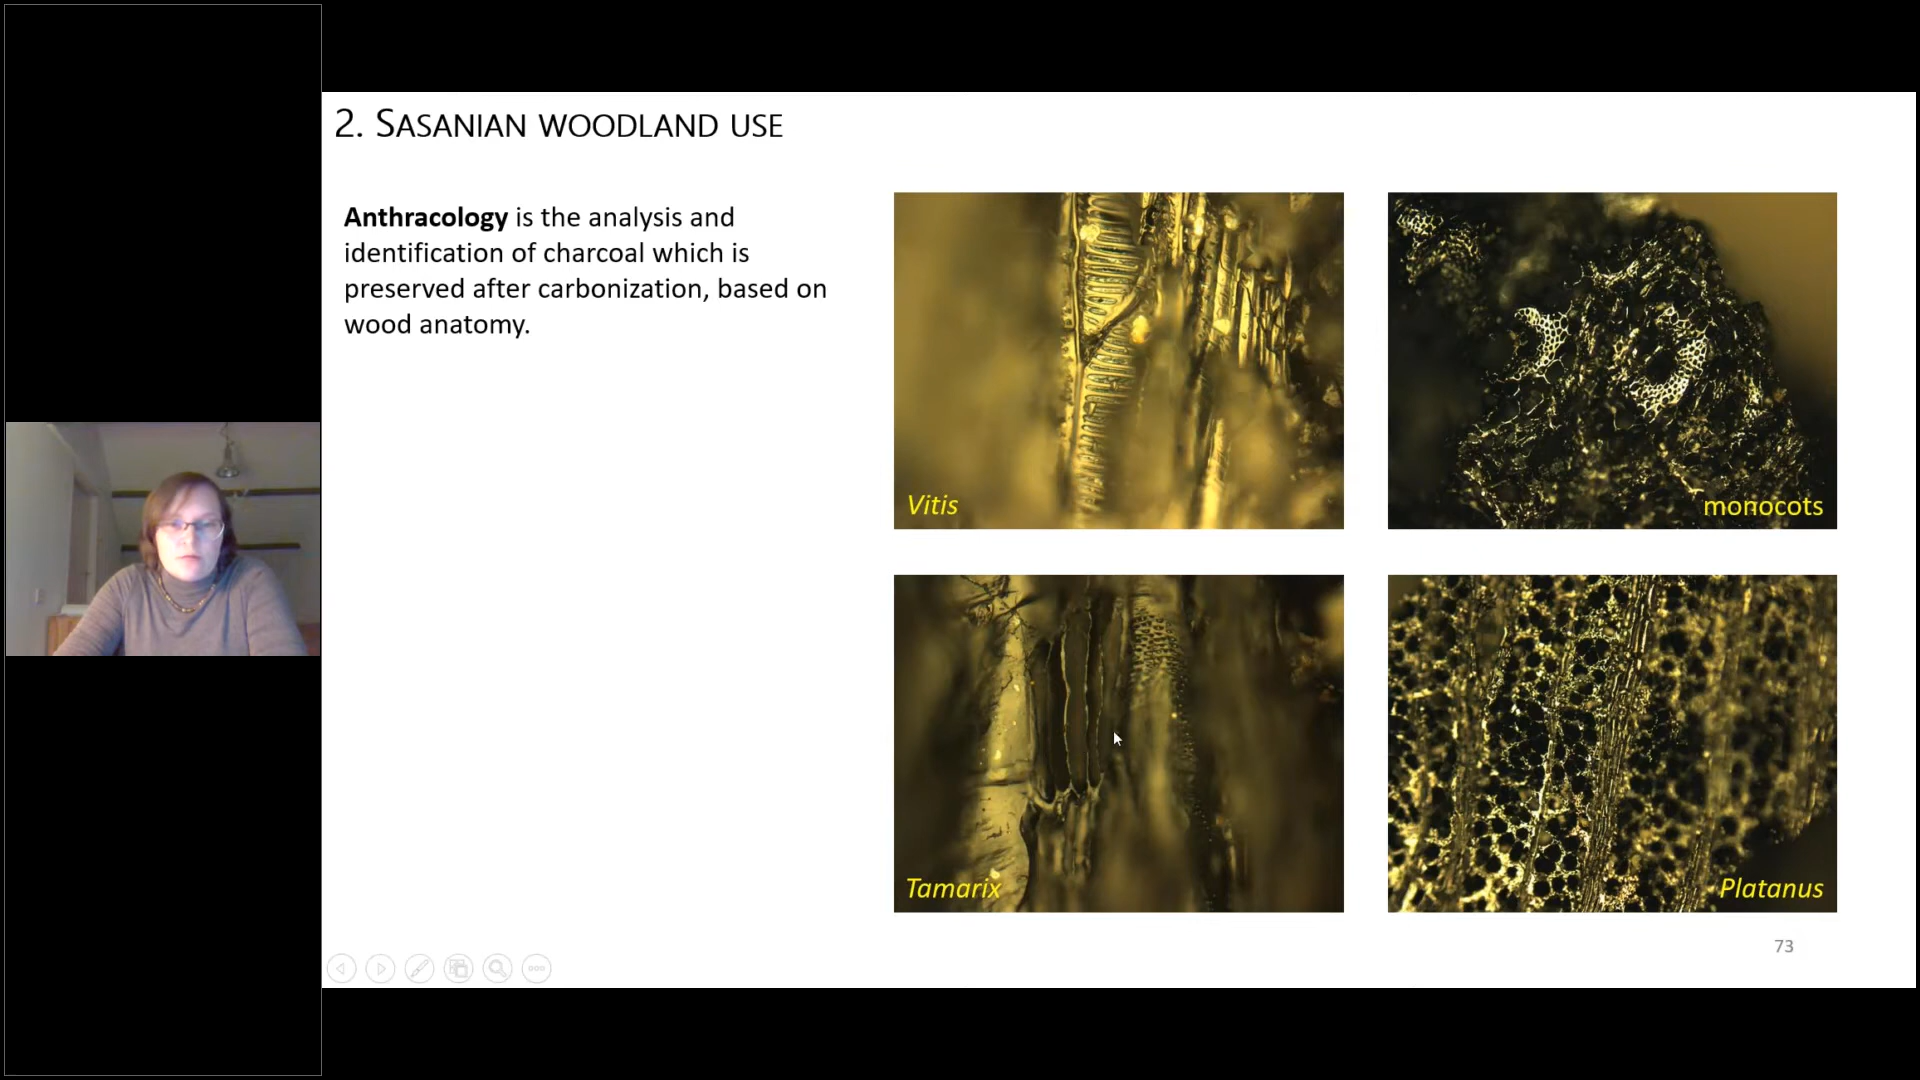 2. SASANIAN WOODLAND USE
Anthracology is the analysis and
identification of charcoal which is
preserved after carbonization, based on
wood anatomy.
Vitis
monocots
Tamarix
Platanus
73